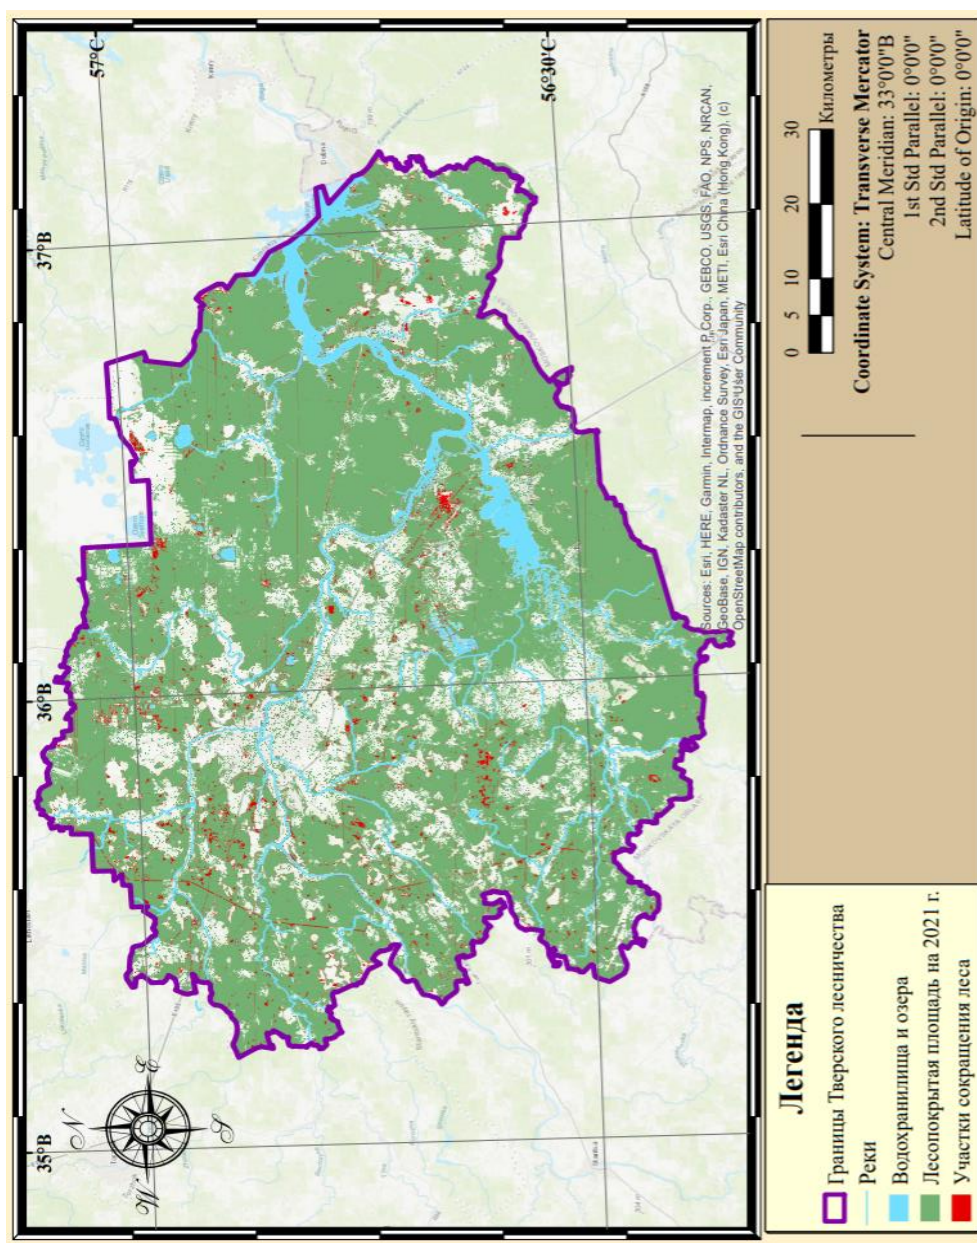 35°В
36°В
37°В
57°С
56°30'С
N
W
E
S
Dubna
Kimry
Sources: Esri, HERE, Garmin, Intermap, increment P Corp., GEBCO, USGS, FAO, NPS, NRCAN,
GeoBase, IGN, Kadaster NL, Ordnance Survey, Esri Japan, METI, Esri China (Hong Kong), (c)
OpenStreetMap contributors, and the GIS User Community
Легенда
Границы Тверского лесничества
Реки
Водохранилища и озера
Лесопокрытая площадь на 2021 г.
Участки сокращения леса
0 5 10 20 30
Километры
Coordinate System: Transverse Mercator
Central Meridian: 33°0'0"В
1st Std Parallel: 0°0'0"
2nd Std Parallel: 0°0'0"
Latitude of Origin: 0°0'0"